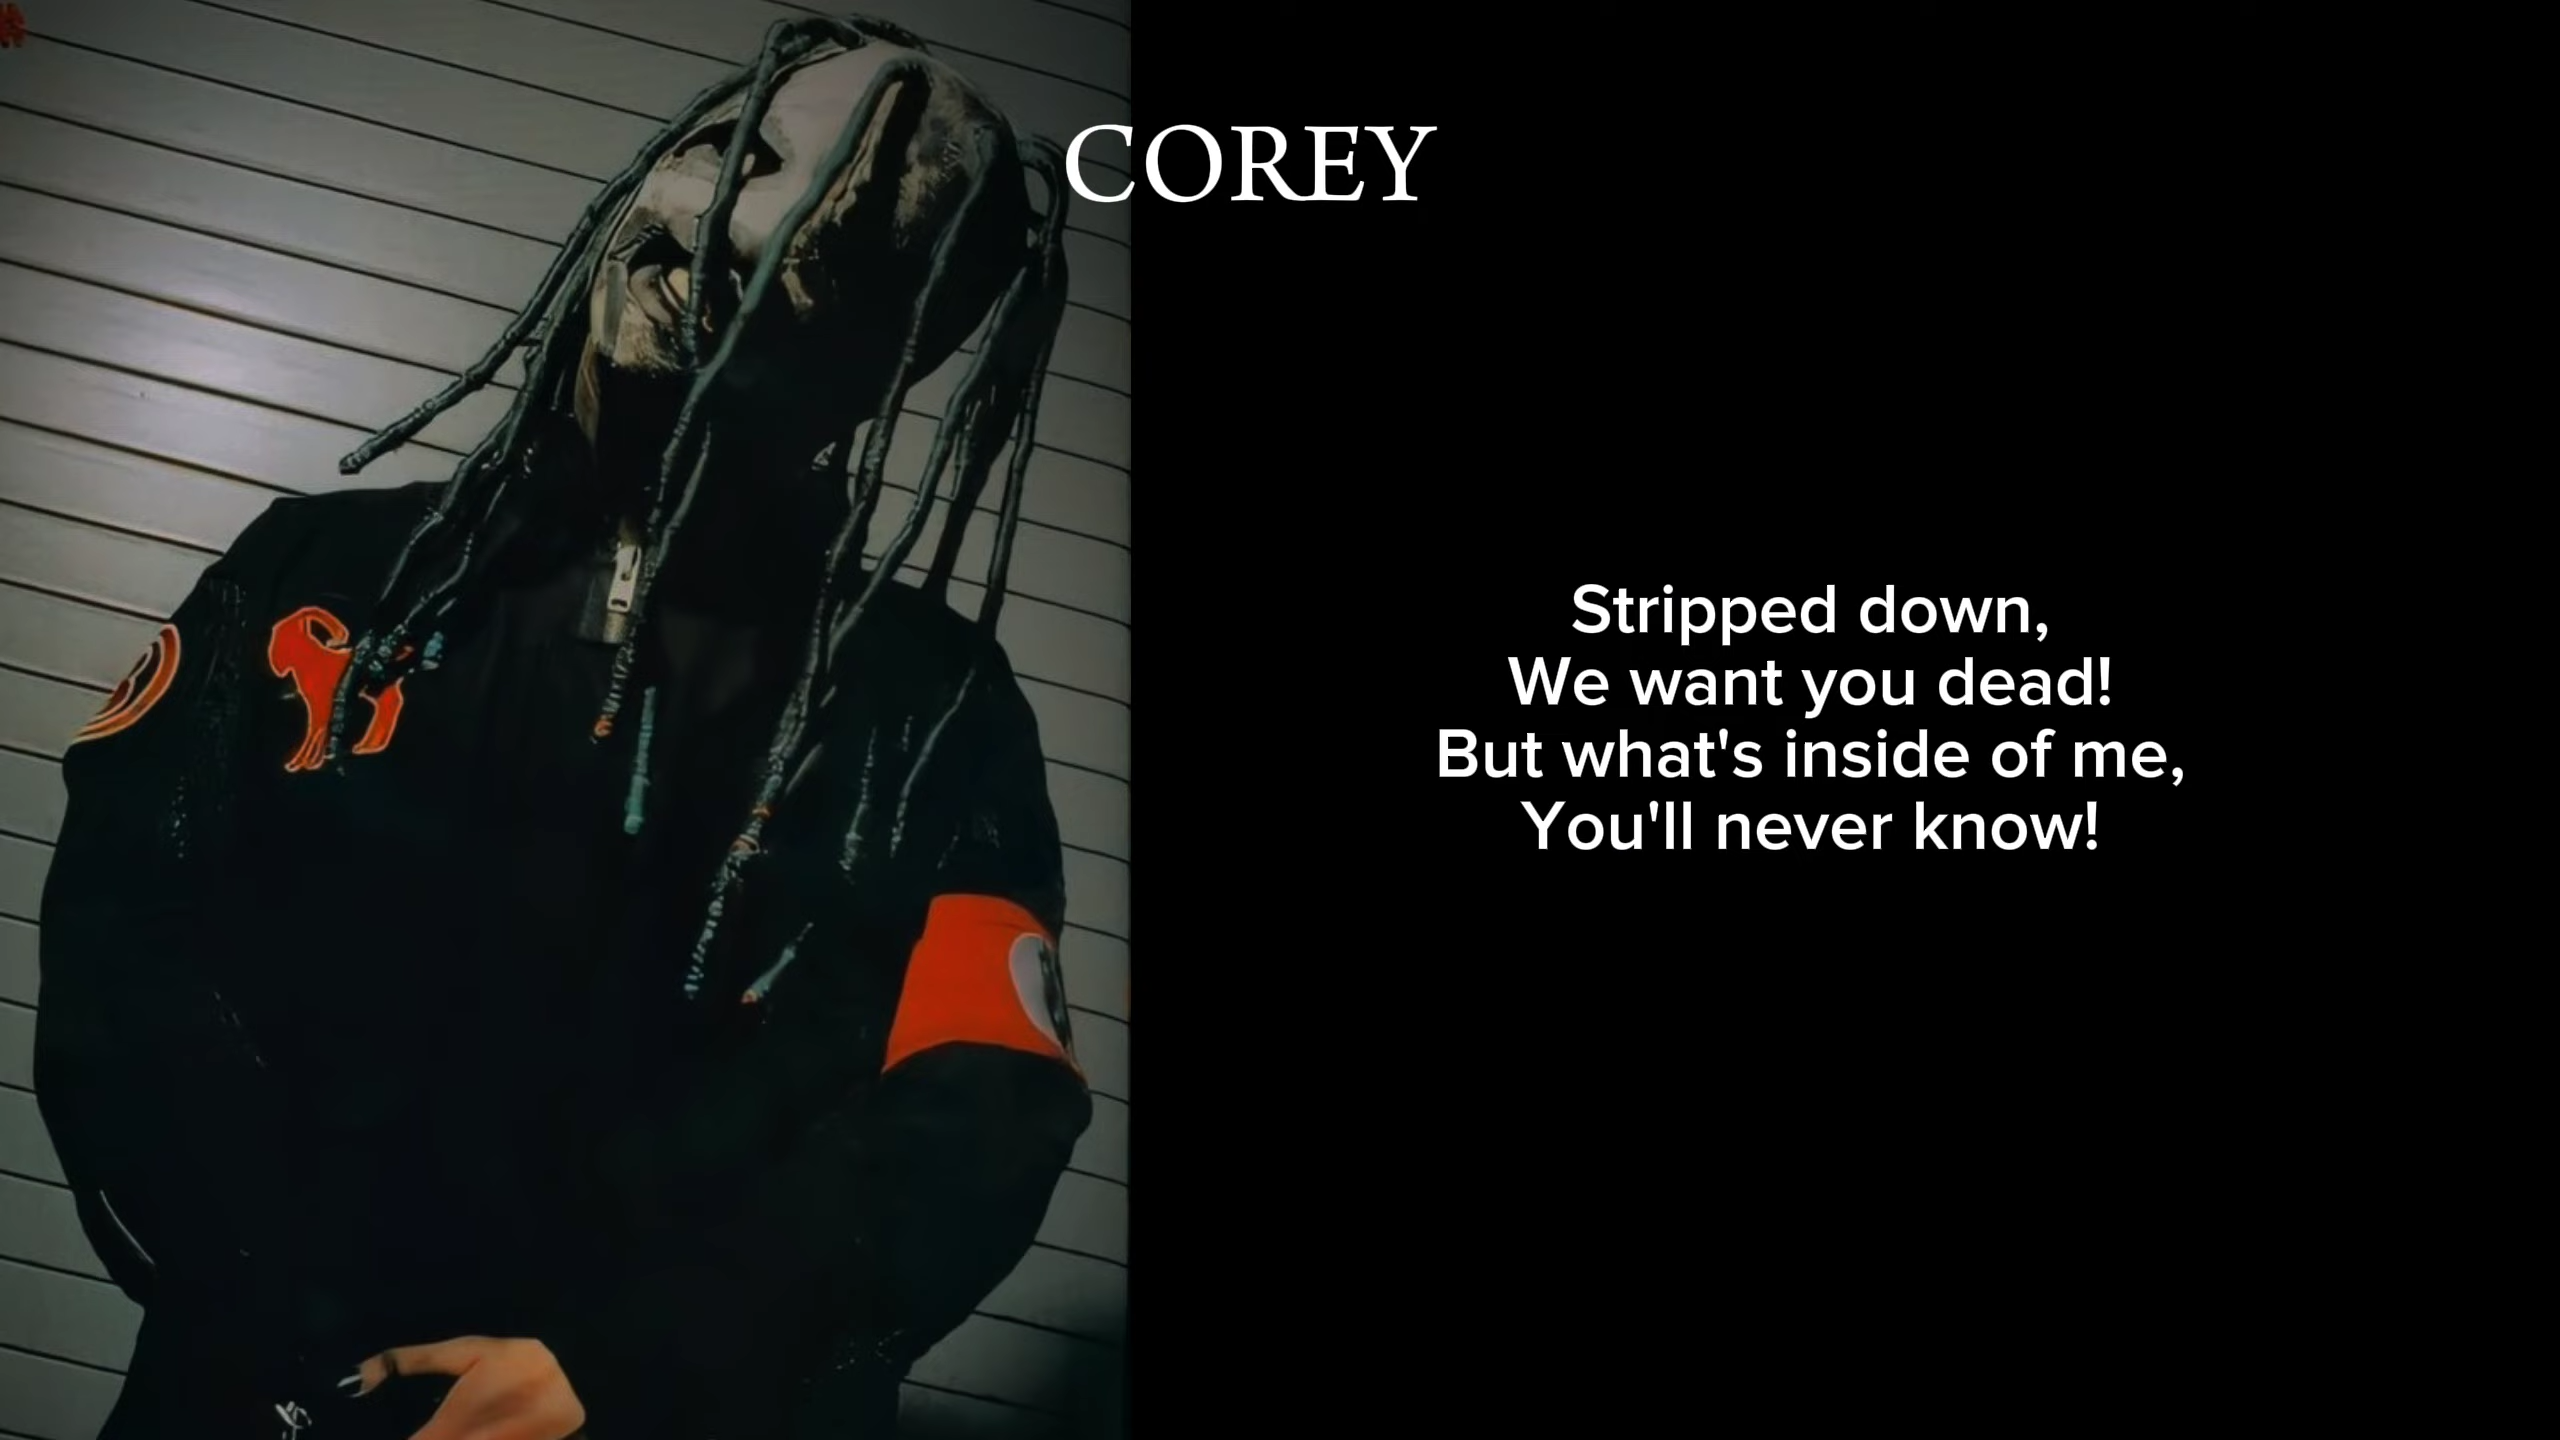 COREY
Stripped down,
We want you dead!
But what's inside of me,
You'll never know!